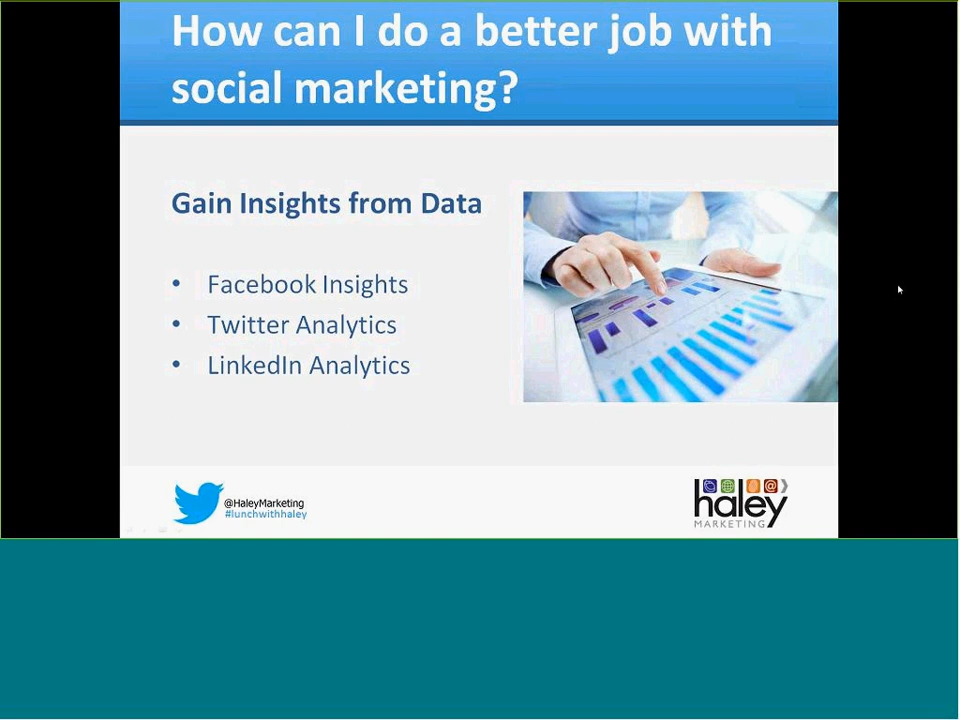 How can I do a better job with
social marketing?
Gain Insights from Data
• Facebook Insights
• Twitter Analytics
• LinkedIn Analytics
@HaleyMarketing
#lunchwithhaley
haley
MARKETING